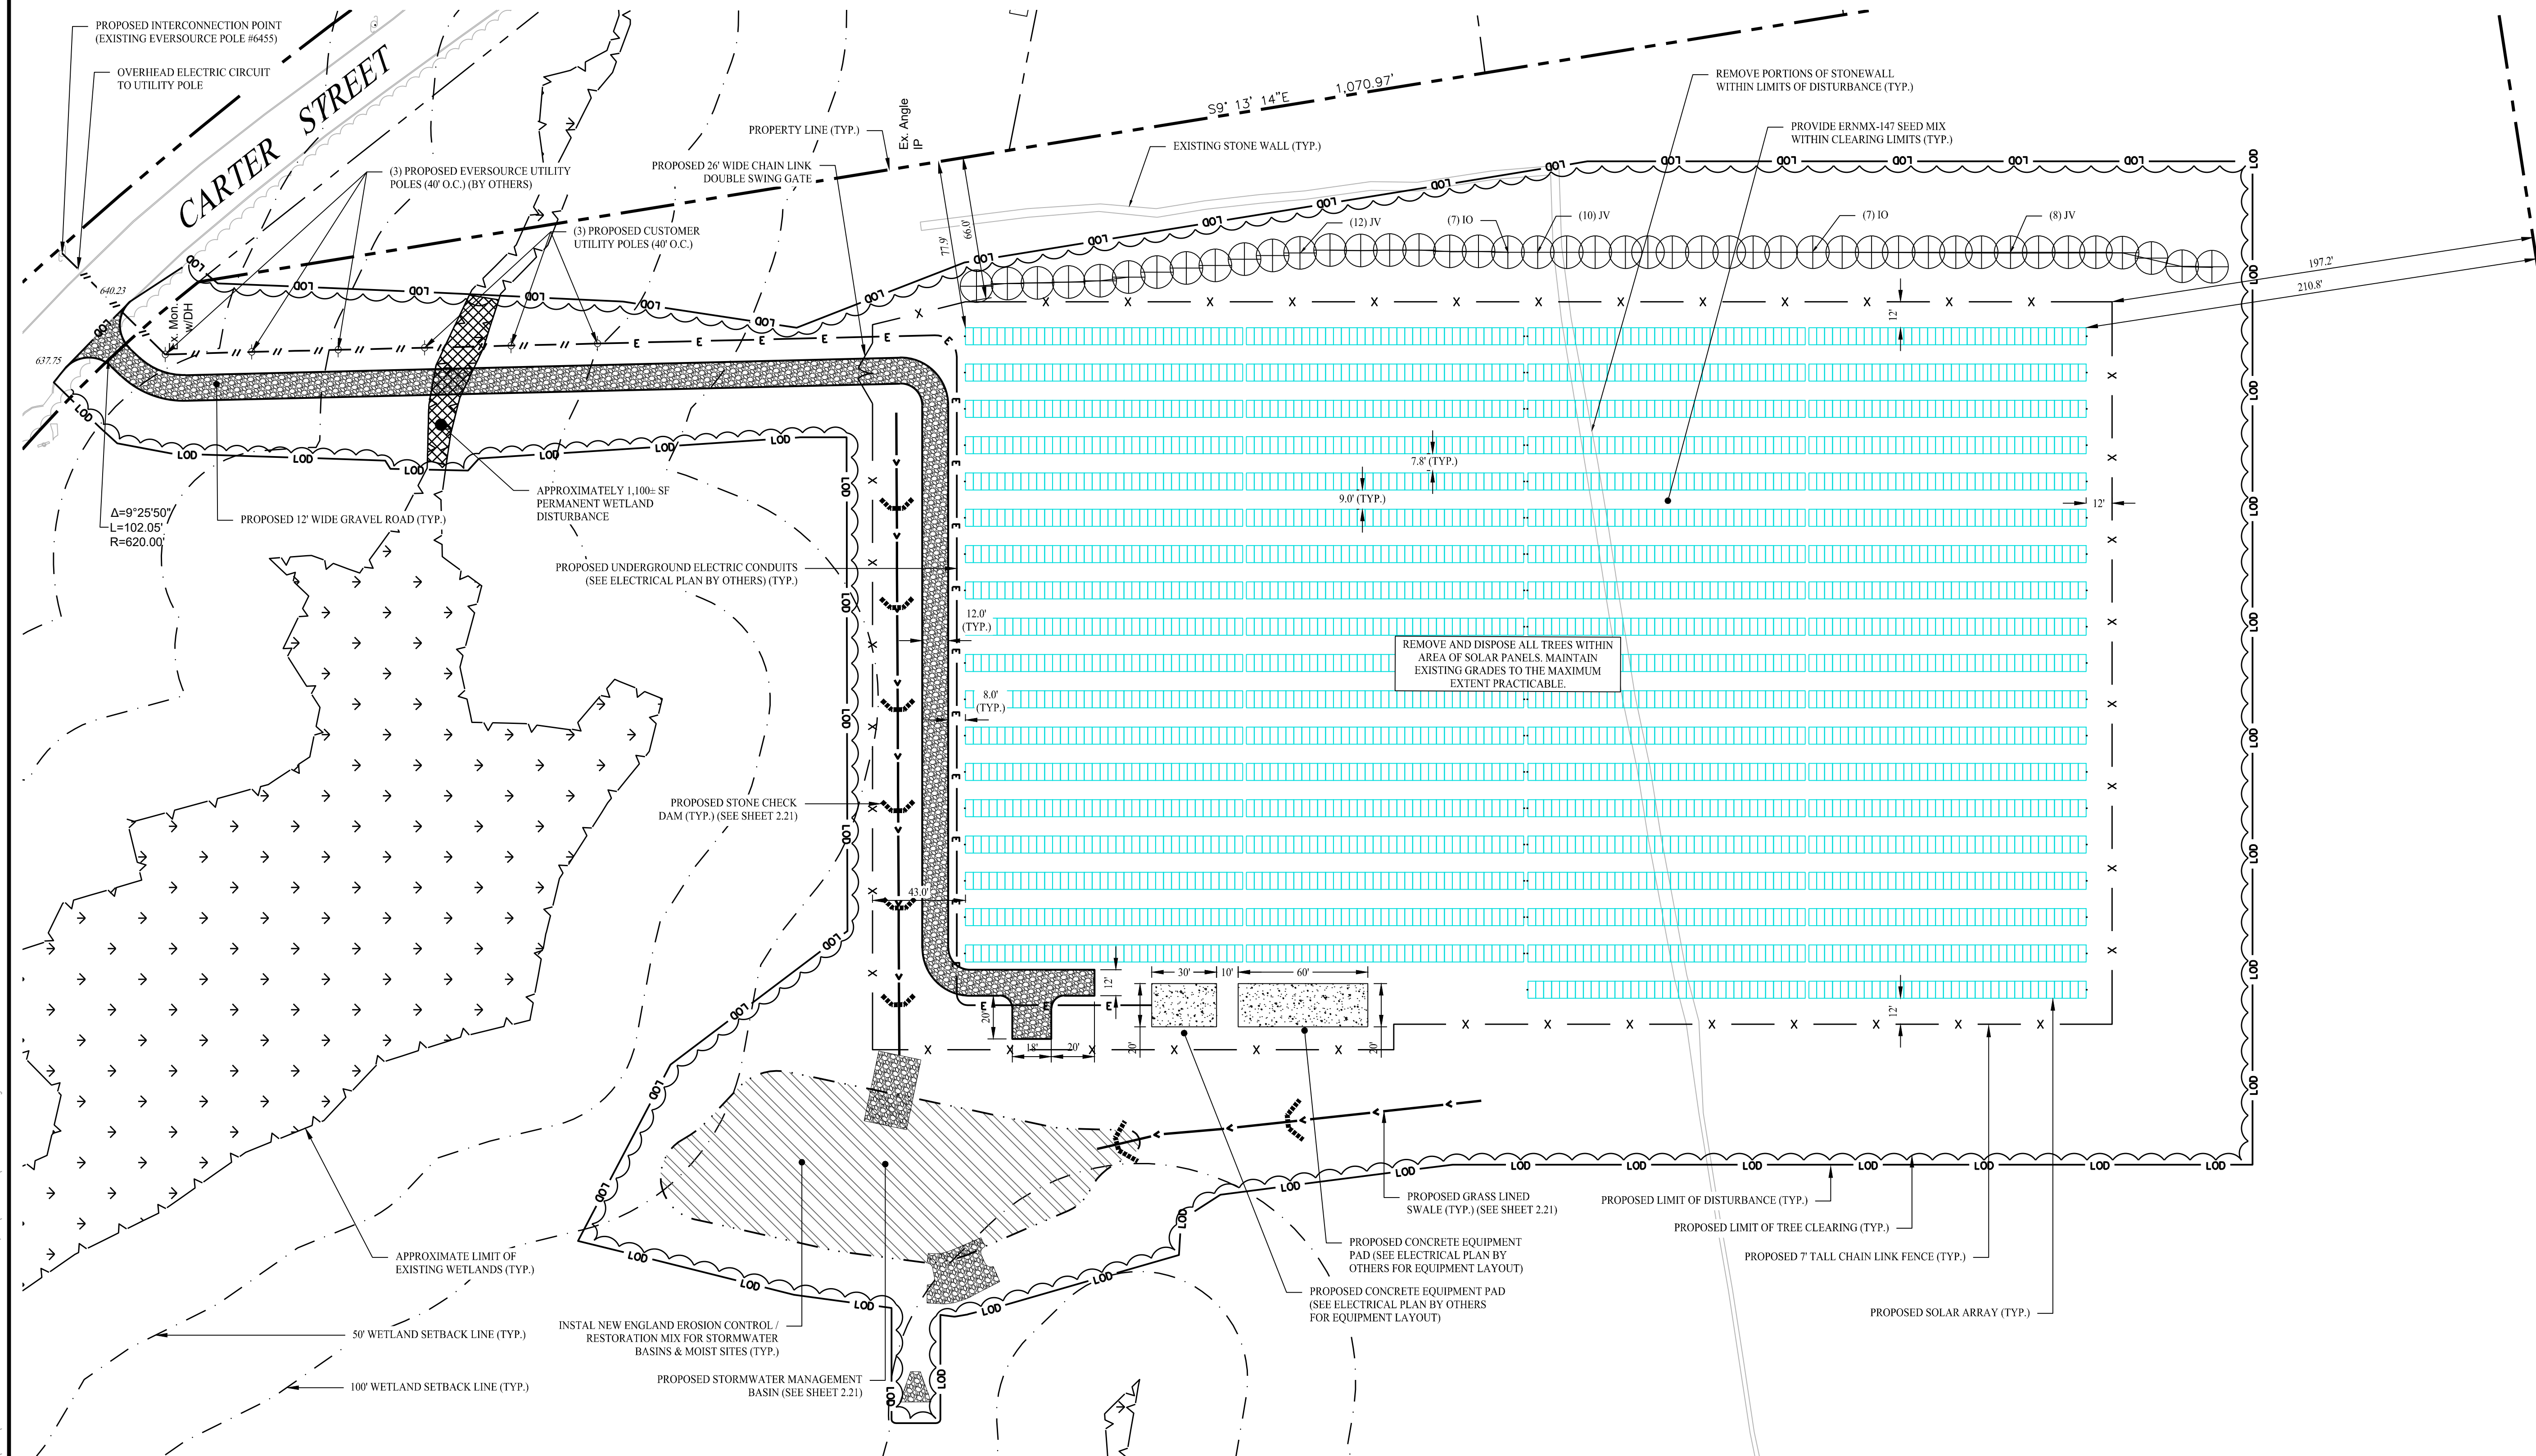 PROPOSED INTERCONNECTION POINT
(EXISTING EVERSOURCE POLE #6455)
OVERHEAD ELECTRIC CIRCUIT
TO UTILITY POLE
CARTER STREET
(3) PROPOSED EVERSOURCE UTILITY
POLES (40' O.C.) (BY OTHERS)
(3) PROPOSED CUSTOMER
UTILITY POLES (40' O.C.)
PROPERTY LINE (TYP.)
Ex. Angle
IP
PROPOSED 26' WIDE CHAIN LINK
DOUBLE SWING GATE
S9° 13' 14"E
1,070.97'
EXISTING STONE WALL (TYP.)
REMOVE PORTIONS OF STONEWALL
WITHIN LIMITS OF DISTURBANCE (TYP.)
PROVIDE ERNMX-147 SEED MIX
WITHIN CLEARING LIMITS (TYP.)
77.9'
66.0'
(12) JV
(7) IO
(10) JV
(7) IO
(8) JV
197.2'
210.8'
12'
640.23
637.75
Ex. Mon.
w/DH
Δ=9°25'50"
L=102.05'
R=620.00'
PROPOSED 12' WIDE GRAVEL ROAD (TYP.)
APPROXIMATELY 1,100± SF
PERMANENT WETLAND
DISTURBANCE
7.8' (TYP.)
9.0' (TYP.)
12'
PROPOSED UNDERGROUND ELECTRIC CONDUITS
(SEE ELECTRICAL PLAN BY OTHERS) (TYP.)
12.0'
(TYP.)
REMOVE AND DISPOSE ALL TREES WITHIN
AREA OF SOLAR PANELS. MAINTAIN
EXISTING GRADES TO THE MAXIMUM
EXTENT PRACTICABLE.
8.0'
(TYP.)
PROPOSED STONE CHECK
DAM (TYP.) (SEE SHEET 2.21)
43.0'
30'
10'
60'
12'
20'
20'
20'
18'
20'
12'
PROPOSED GRASS LINED
SWALE (TYP.) (SEE SHEET 2.21)
PROPOSED LIMIT OF DISTURBANCE (TYP.)
PROPOSED LIMIT OF TREE CLEARING (TYP.)
PROPOSED 7' TALL CHAIN LINK FENCE (TYP.)
PROPOSED SOLAR ARRAY (TYP.)
PROPOSED CONCRETE EQUIPMENT
PAD (SEE ELECTRICAL PLAN BY
OTHERS FOR EQUIPMENT LAYOUT)
PROPOSED CONCRETE EQUIPMENT PAD
(SEE ELECTRICAL PLAN BY OTHERS
FOR EQUIPMENT LAYOUT)
APPROXIMATE LIMIT OF
EXISTING WETLANDS (TYP.)
INSTAL NEW ENGLAND EROSION CONTROL /
RESTORATION MIX FOR STORMWATER
BASINS & MOIST SITES (TYP.)
50' WETLAND SETBACK LINE (TYP.)
PROPOSED STORMWATER MANAGEMENT
BASIN (SEE SHEET 2.21)
100' WETLAND SETBACK LINE (TYP.)
LOD